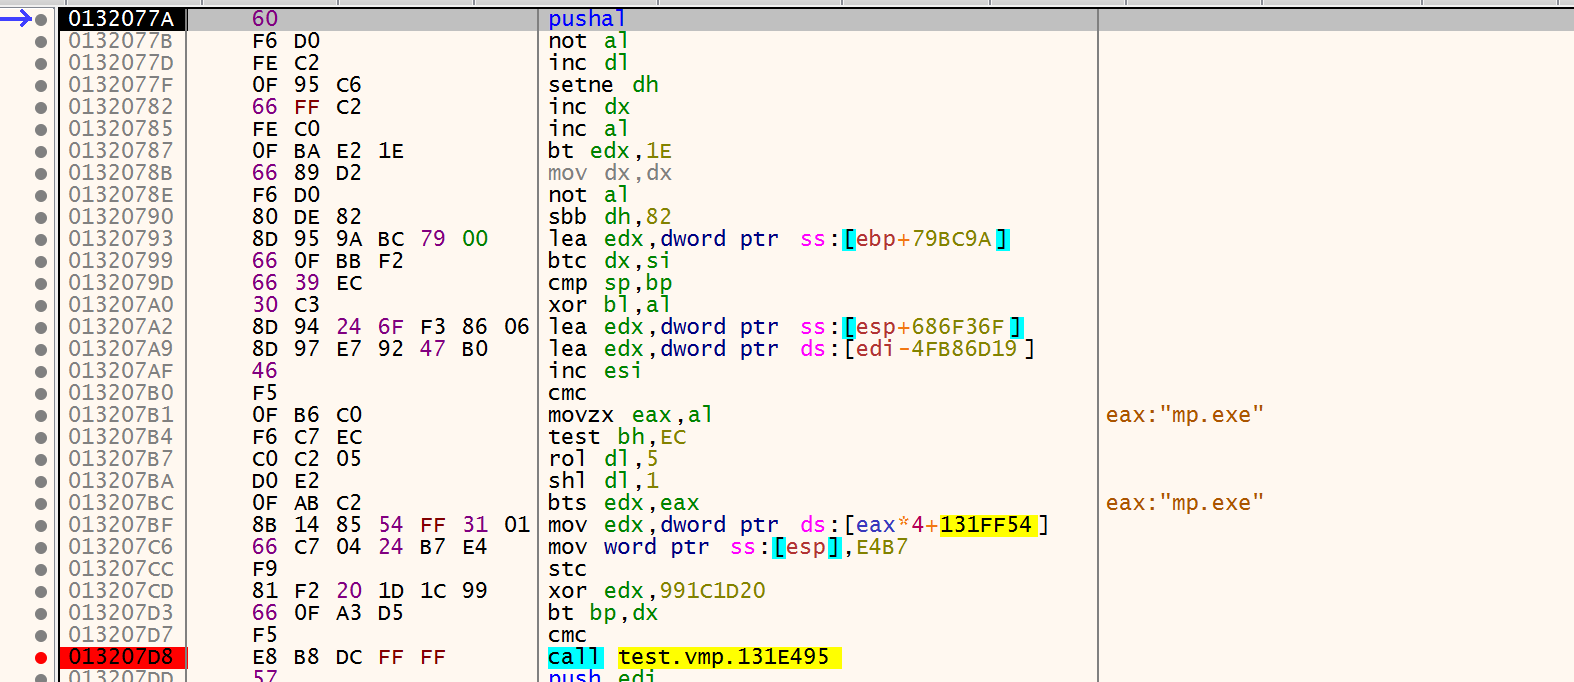 0132077A 60 pushal
0132077B F6 D0 not al
0132077D FE C2 inc dl
0132077F 0F 95 C6 setne dh
01320782 66 FF C2 inc dx
01320785 FE C0 inc al
01320787 0F BA E2 1E bt edx,1E
0132078B 66 89 D2 mov dx,dx
0132078E F6 D0 not al
01320790 80 DE 82 sbb dh,82
01320793 8D 95 9A BC 79 00 lea edx,dword ptr ss:[ebp+79BC9A]
01320799 66 0F BB F2 btc dx,si
0132079D 66 39 EC cmp sp,bp
013207A0 30 C3 xor bl,al
013207A2 8D 94 24 6F F3 86 06 lea edx,dword ptr ss:[esp+686F36F]
013207A9 8D 97 E7 92 47 B0 lea edx,dword ptr ds:[edi-4FB86D19]
013207AF 46 inc esi
013207B0 F5 cmc
013207B1 0F B6 C0 movzx eax,al eax:"mp.exe"
013207B4 F6 C7 EC test bh,EC
013207B7 C0 C2 05 rol dl,5
013207BA D0 E2 shl dl,1
013207BC 0F AB C2 bts edx,eax eax:"mp.exe"
013207BF 8B 14 85 54 FF 31 01 mov edx,dword ptr ds:[eax*4+131FF54]
013207C6 66 C7 04 24 B7 E4 mov word ptr ss:[esp],E4B7
013207CC F9 stc
013207CD 81 F2 20 1D 1C 99 xor edx,991C1D20
013207D3 66 0F A3 D5 bt bp,dx
013207D7 F5 cmc
013207D8 E8 B8 DC FF FF call test.vmp.131E495
013207DD 57 push edi